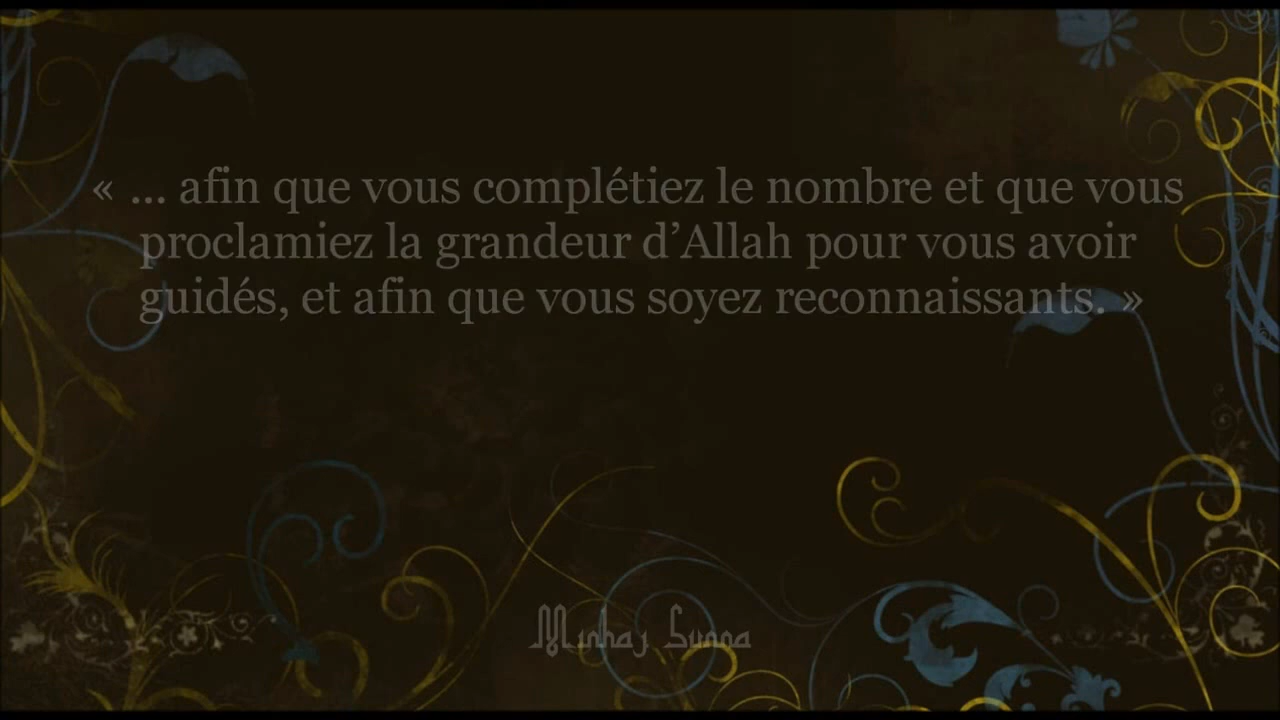 « ... afin que vous complétiez le nombre et que vous
proclamiez la grandeur d’Allah pour vous avoir
guidés, et afin que vous soyez reconnaissants. »
Minhaj Sunna